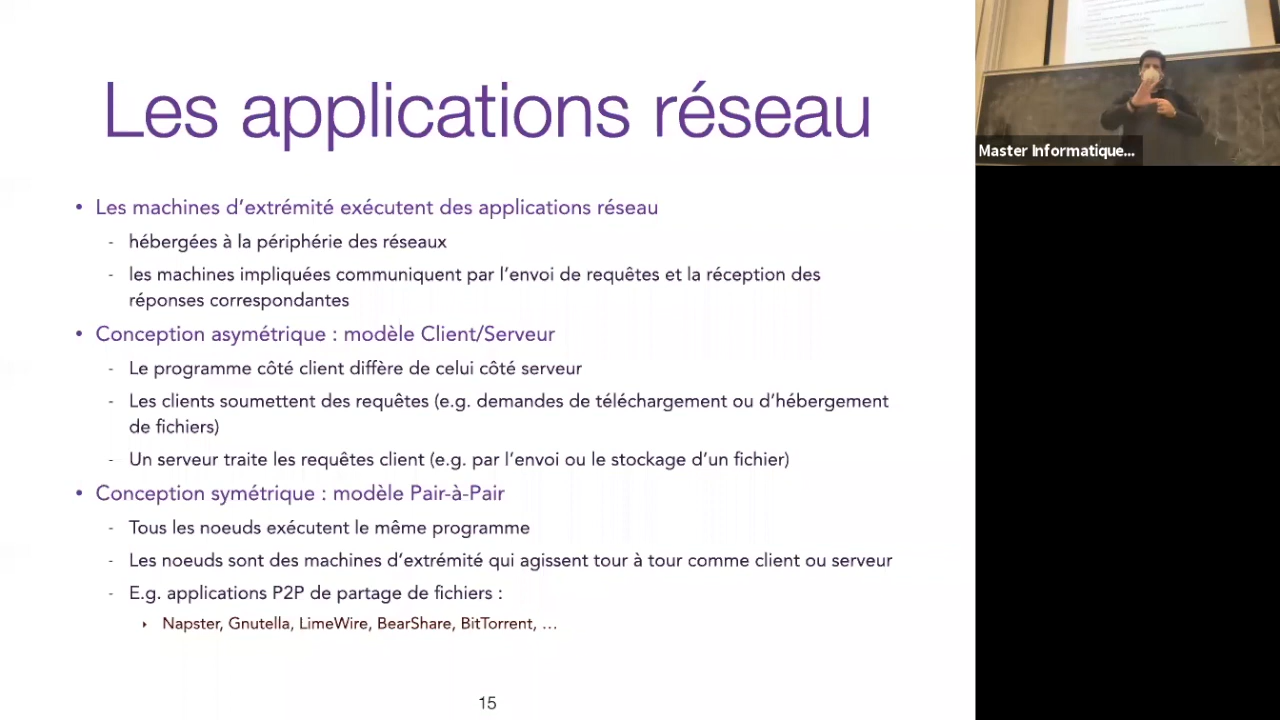 Les applications réseau
• Les machines d'extrémité exécutent des applications réseau
- hébergées à la périphérie des réseaux
- les machines impliquées communiquent par l'envoi de requêtes et la réception des
réponses correspondantes
• Conception asymétrique : modèle Client/Serveur
- Le programme côté client diffère de celui côté serveur
- Les clients soumettent des requêtes (e.g. demandes de téléchargement ou d'hébergement
de fichiers)
- Un serveur traite les requêtes client (e.g. par l'envoi ou le stockage d'un fichier)
• Conception symétrique : modèle Pair-à-Pair
- Tous les noeuds exécutent le même programme
- Les noeuds sont des machines d'extrémité qui agissent tour à tour comme client ou serveur
- E.g. applications P2P de partage de fichiers :
‣ Napster, Gnutella, LimeWire, BearShare, BitTorrent, …
15
Master Informatique...